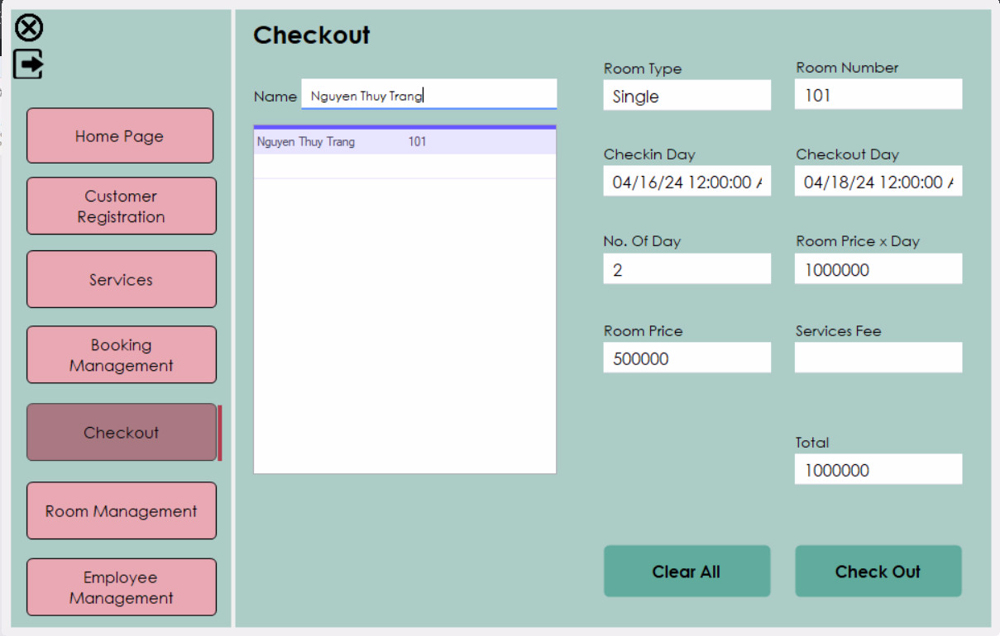 Home Page
Customer
Registration
Services
Booking
Management
Checkout
Room Management
Employee
Management
Checkout
Name Nguyen Thuy Trang
Nguyen Thuy Trang 101
Room Type Room Number
Single 101
Checkin Day Checkout Day
04/16/24 12:00:00 04/18/24 12:00:00
No. Of Day Room Price x Day
2 1000000
Room Price Services Fee
500000
Total
1000000
Clear All Check Out